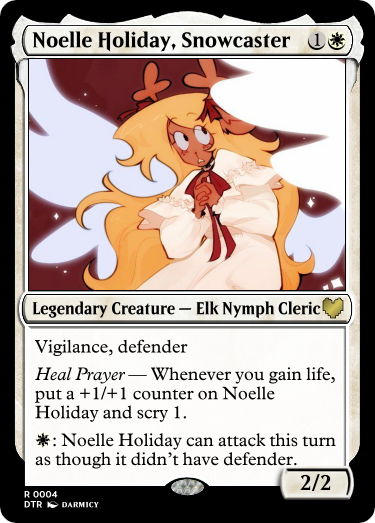 Noelle Holiday, Snowcaster 1
Legendary Creature — Elk Nymph Cleric
Vigilance, defender
Heal Prayer — Whenever you gain life,
put a +1/+1 counter on Noelle
Holiday and scry 1.
: Noelle Holiday can attack this turn
as though it didn't have defender.
2/2
R 0004
DTR DARMICY